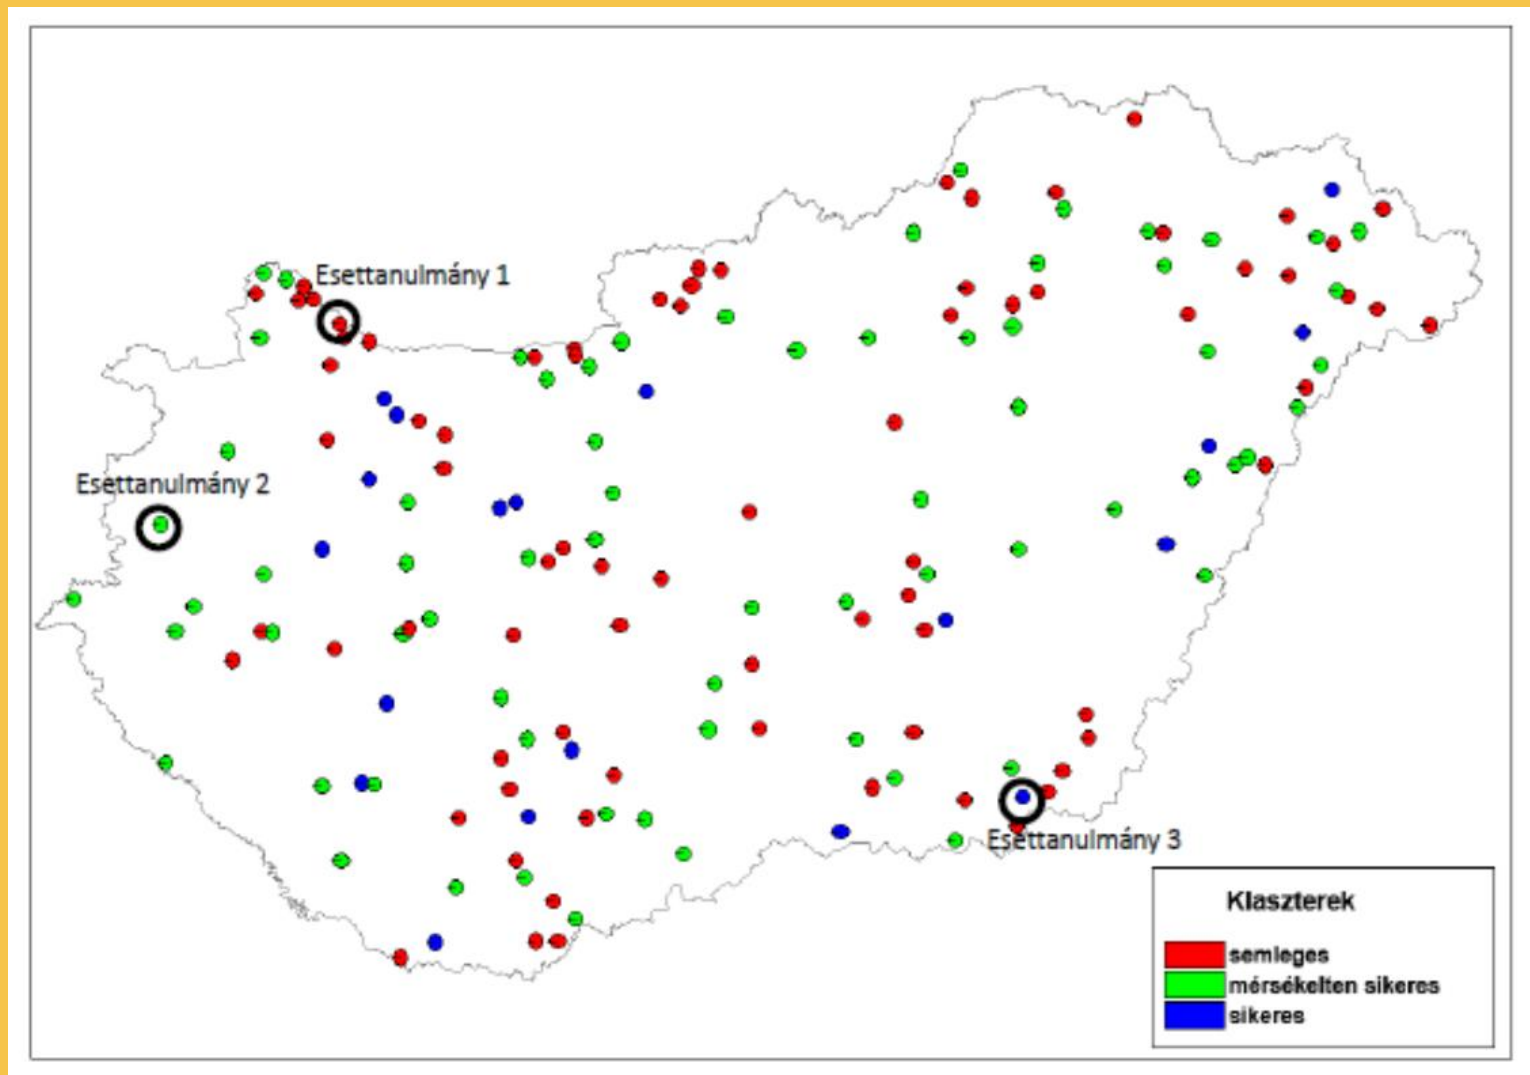 Esettanulmány 1
Esettanulmány 2
Esettanulmány 3
Klaszterek
semleges
mérsékelten sikeres
sikeres